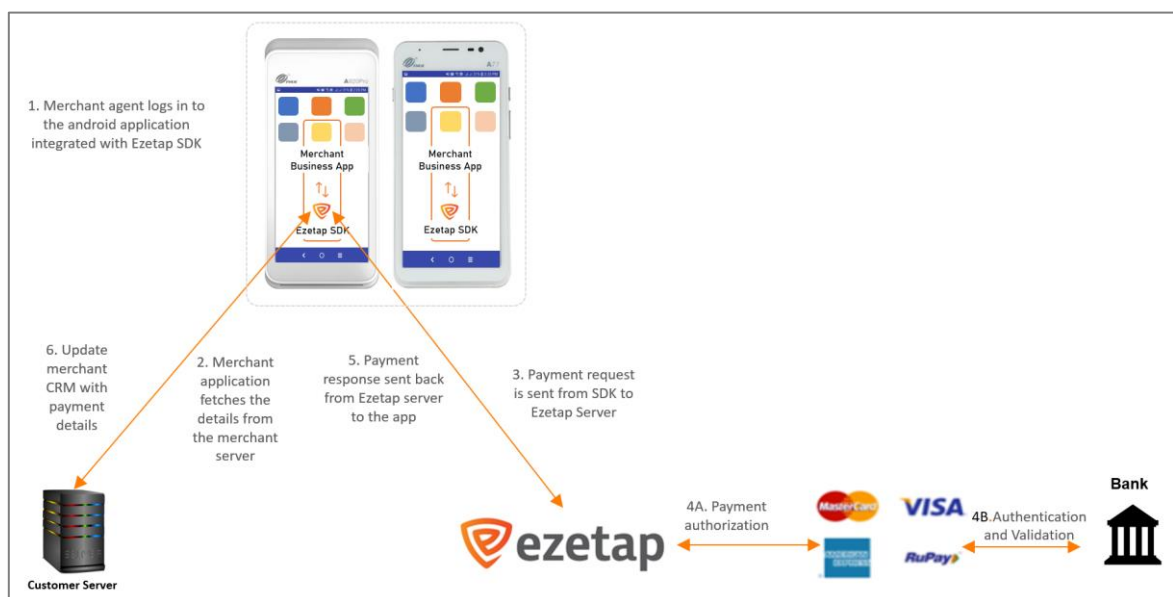 A920Pro
A77
1. Merchant agent logs in to
the android application
integrated with Ezetap SDK
Merchant
Business App
Ezetap SDK
Merchant
Business App
Ezetap SDK
6. Update
merchant
CRM with
payment
details
2. Merchant
application
fetches the
details from
the merchant
server
5. Payment
response sent back
from Ezetap server
to the app
3. Payment request
is sent from SDK to
Ezetap Server
Customer Server
ezetap
4A. Payment
authorization
MasterCard
VISA
AMERICAN
EXPRESS
RuPay
4B.Authentication
and Validation
Bank